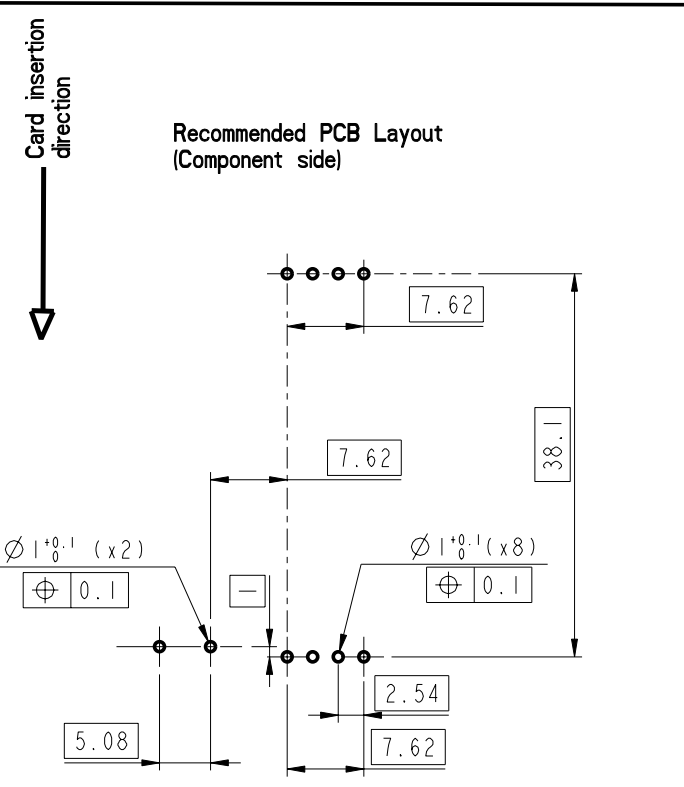 Card insertion
direction
Recommended PCB Layout
(Component side)
7.62
38.1
7.62
Ø 1 +0.1 0 (x2)
⌖ 0.1
Ø 1 +0.1 0 (x8)
⌖ 0.1
1
2.54
5.08
7.62